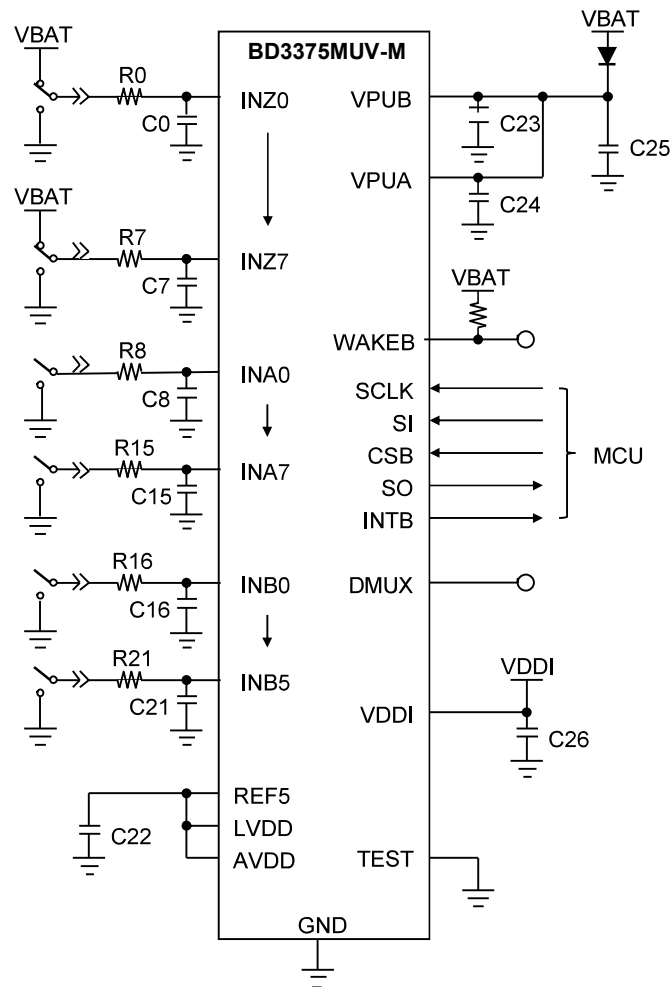 BD3375MUV-M
VBAT
R0
C0
INZ0
VBAT
R7
C7
INZ7
R8
C8
INA0
R15
C15
INA7
R16
C16
INB0
R21
C21
INB5
C22
REF5
LVDD
AVDD
GND
VPUB
C23
VBAT
C25
VPUA
C24
VBAT
WAKEB
SCLK
SI
CSB
SO
INTB
MCU
DMUX
VDDI
VDDI
C26
TEST